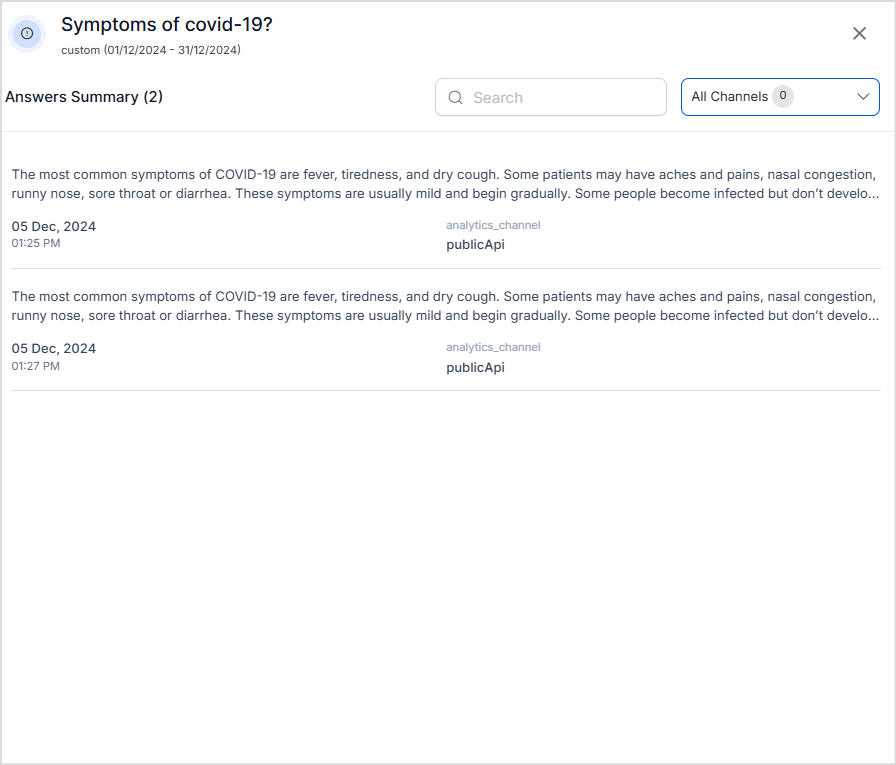 Symptoms of covid-19?
custom (01/12/2024 - 31/12/2024)
Answers Summary (2)
Search
All Channels 0
The most common symptoms of COVID-19 are fever, tiredness, and dry cough. Some patients may have aches and pains, nasal congestion,
runny nose, sore throat or diarrhea. These symptoms are usually mild and begin gradually. Some people become infected but don’t develo...
05 Dec, 2024
analytics_channel
01:25 PM
publicApi
The most common symptoms of COVID-19 are fever, tiredness, and dry cough. Some patients may have aches and pains, nasal congestion,
runny nose, sore throat or diarrhea. These symptoms are usually mild and begin gradually. Some people become infected but don’t develo...
05 Dec, 2024
analytics_channel
01:27 PM
publicApi